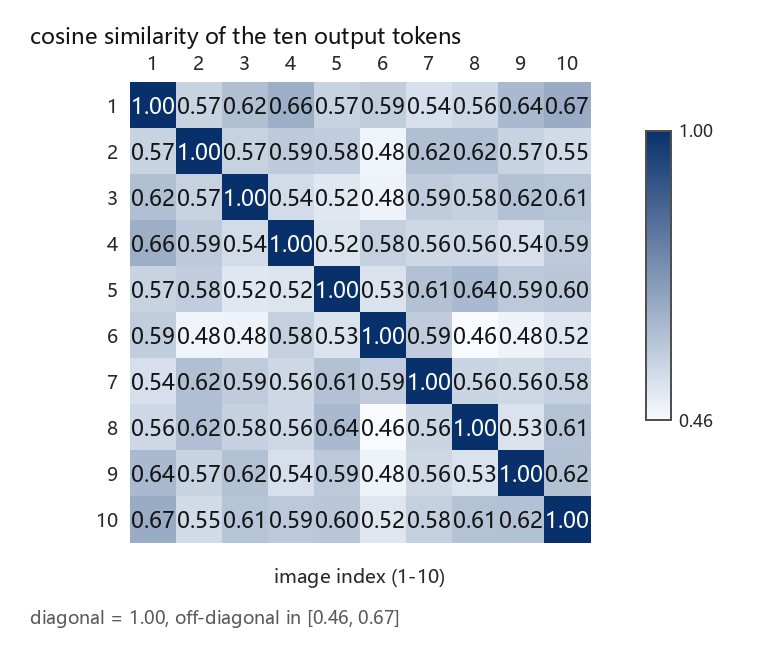 cosine similarity of the ten output tokens
1 2 3 4 5 6 7 8 9 10
1 1.00 0.57 0.62 0.66 0.57 0.59 0.54 0.56 0.64 0.67
2 0.57 1.00 0.57 0.59 0.58 0.48 0.62 0.62 0.57 0.55
3 0.62 0.57 1.00 0.54 0.52 0.48 0.59 0.58 0.62 0.61
4 0.66 0.59 0.54 1.00 0.52 0.58 0.56 0.56 0.54 0.59
5 0.57 0.58 0.52 0.52 1.00 0.53 0.61 0.64 0.59 0.60
6 0.59 0.48 0.48 0.58 0.53 1.00 0.59 0.46 0.48 0.52
7 0.54 0.62 0.59 0.56 0.61 0.59 1.00 0.56 0.56 0.58
8 0.56 0.62 0.58 0.56 0.64 0.46 0.56 1.00 0.53 0.61
9 0.64 0.57 0.62 0.54 0.59 0.48 0.56 0.53 1.00 0.62
10 0.67 0.55 0.61 0.59 0.60 0.52 0.58 0.61 0.62 1.00
1.00
0.46
image index (1-10)
diagonal = 1.00, off-diagonal in [0.46, 0.67]